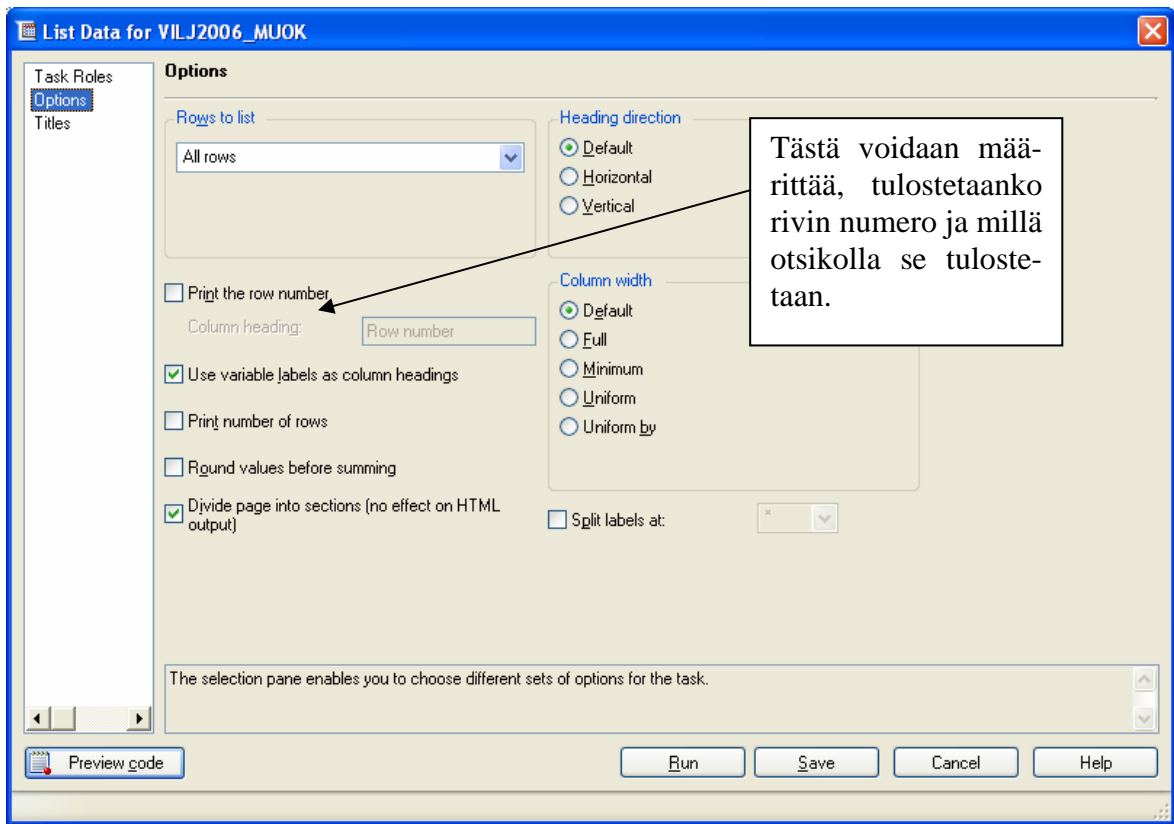 List Data for VILJ2006_MUOK
Task Roles
Options
Titles
Options
Rows to list
All rows
Heading direction
Default
Horizontal
Vertical
Tästä voidaan mää-
rittää, tulostetaanko
rivin numero ja millä
otsikolla se tuloste-
taan.
Print the row number
Column heading:
Row number
Use variable labels as column headings
Print number of rows
Round values before summing
Divide page into sections (no effect on HTML
output)
Column width
Default
Full
Minimum
Uniform
Uniform by
Split labels at:
*
The selection pane enables you to choose different sets of options for the task.
Preview code
Run
Save
Cancel
Help